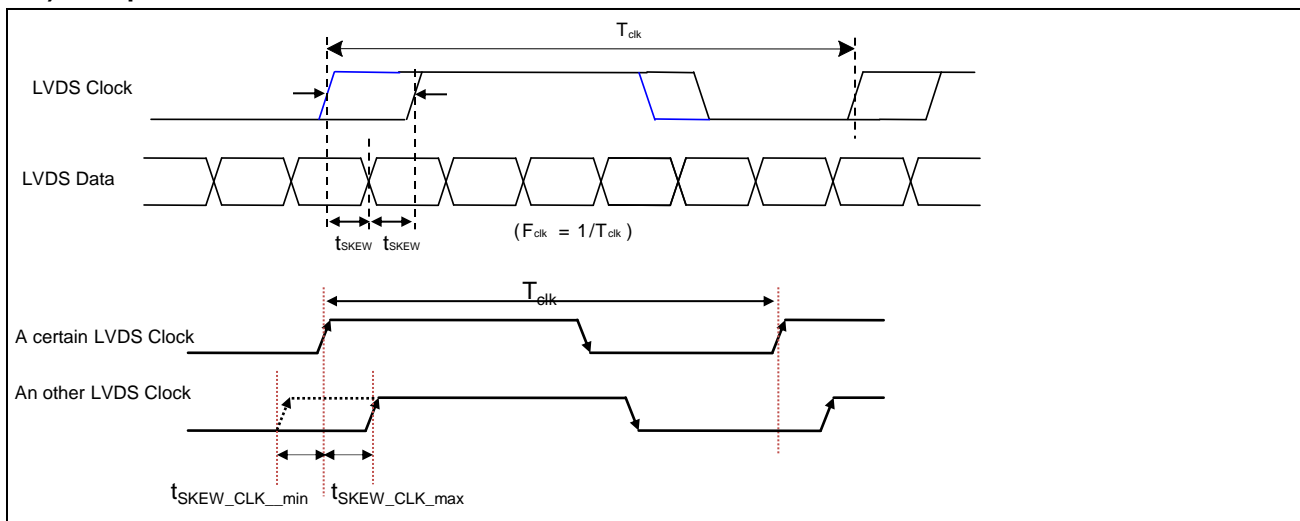 Tclk
LVDS Clock
LVDS Data
tSKEW tSKEW
(Fclk = 1/Tclk)
Tclk
A certain LVDS Clock
An other LVDS Clock
tSKEW_CLK__min tSKEW_CLK_max